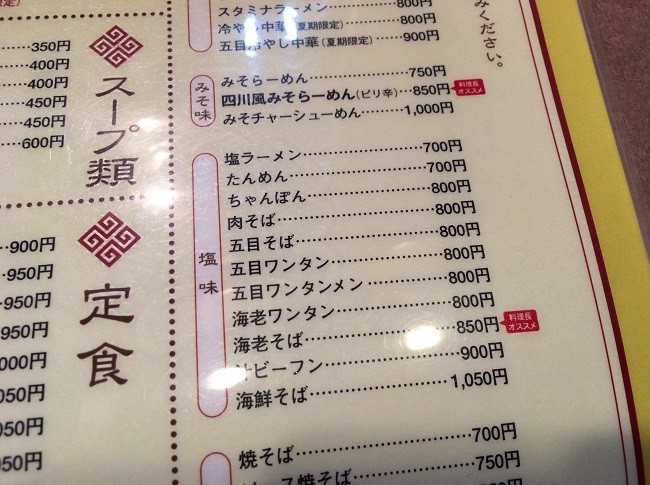 限定)
350円
400円
400円
450円
450円
600円
スープ類
900円
950円
950円
950円
000円
050円
050円
050円
定食
みください。
スタミナラーメン 800円
冷やし中華(夏期限定) 800円
五目冷やし中華(夏期限定) 900円
みそ味
みそらーめん 750円
四川風みそらーめん(ピリ辛) 850円 料理長オススメ
みそチャーシューめん 1,000円
塩味
塩ラーメン 700円
たんめん 700円
ちゃんぽん 800円
肉そば 800円
五目そば 800円
五目ワンタン 800円
五目ワンタンメン 800円
海老ワンタン 800円
海老そば 850円 料理長オススメ
汁ビーフン 900円
海鮮そば 1,050円
焼そば 700円
ソース焼そば 750円